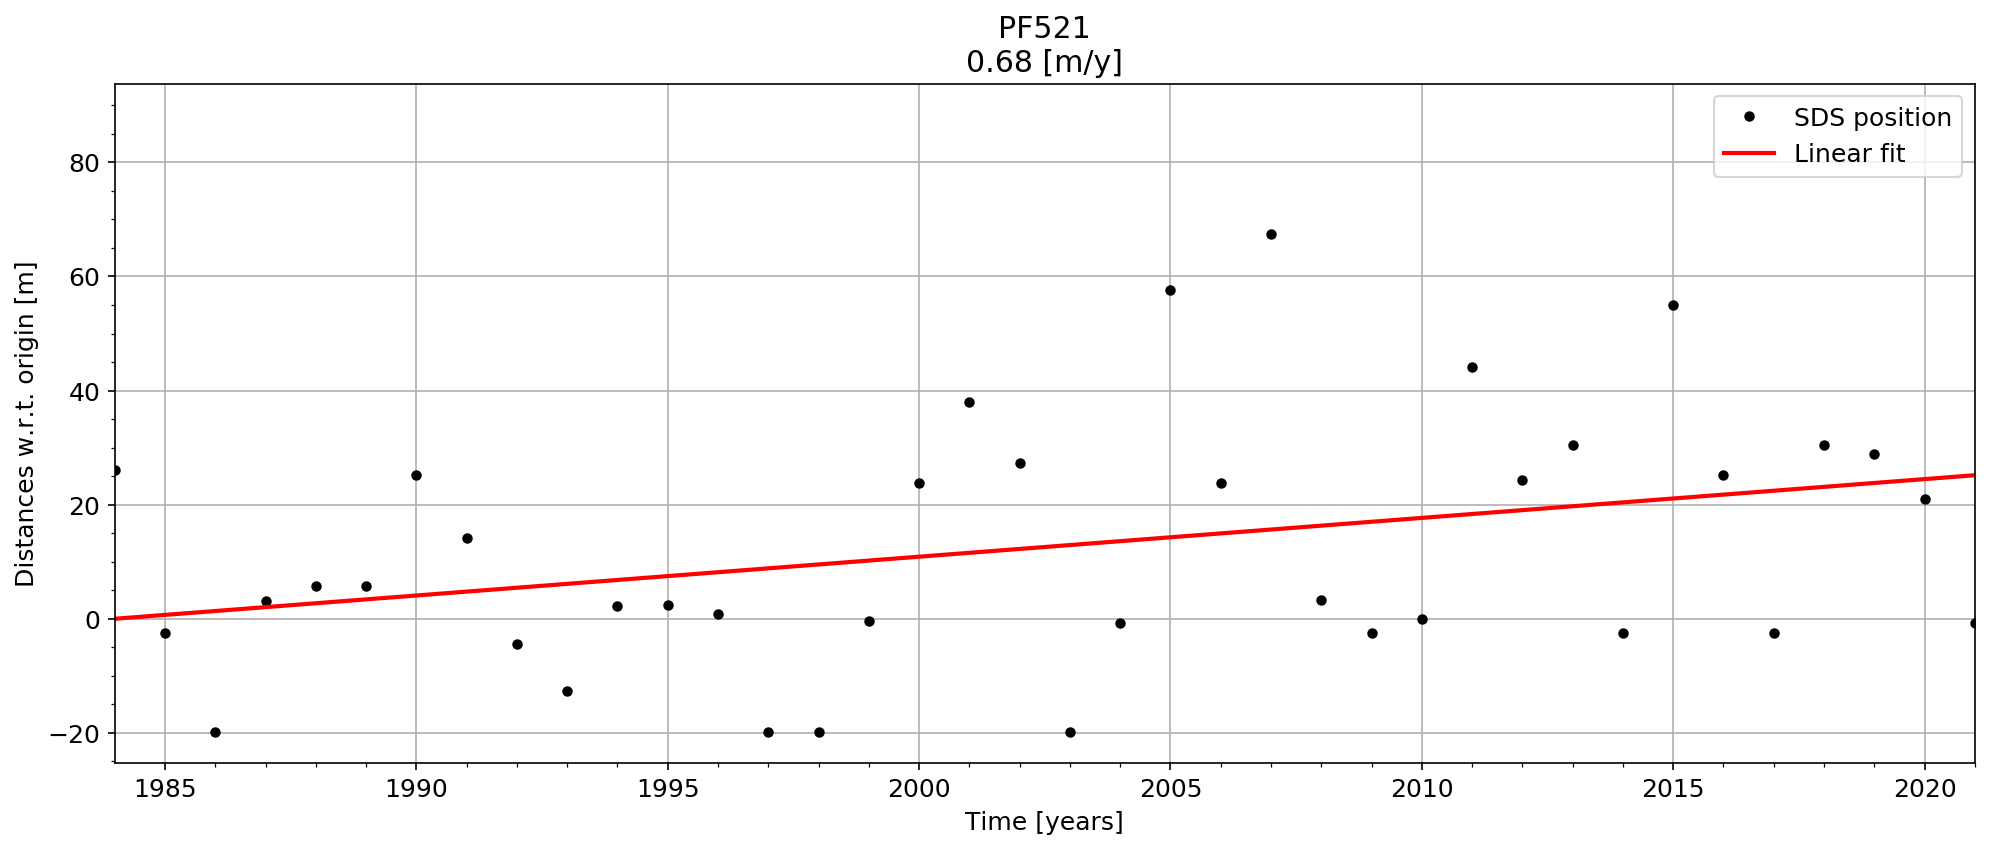 PF521
0.68 [m/y]
SDS position
Linear fit
Distances w.r.t. origin [m]
80
60
40
20
0
−20
1985 1990 1995 2000 2005 2010 2015 2020
Time [years]